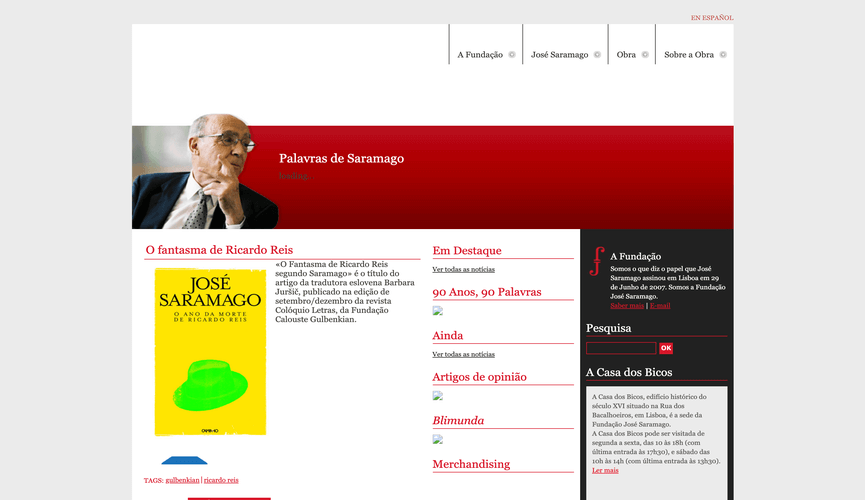 EN ESPAÑOL
A Fundação
José Saramago
Obra
Sobre a Obra
Palavras de Saramago
O fantasma de Ricardo Reis
JOSÉ
SARAMAGO
O ANO DA MORTE
DE RICARDO REIS
CAMINHO
«O Fantasma de Ricardo Reis
segundo Saramago» é o título do
artigo da tradutora eslovena Barbara
Juršič, publicado na edição de
setembro/dezembro da revista
Colóquio Letras, da Fundação
Calouste Gulbenkian.
TAGS: gulbenkian | ricardo reis
Em Destaque
Ver todas as notícias
90 Anos, 90 Palavras
Ainda
Ver todas as notícias
Artigos de opinião
Blimunda
Merchandising
A Fundação
Somos o que diz o papel que José
Saramago assinou em Lisboa em 29
de Junho de 2007. Somos a Fundação
José Saramago.
Saber mais | E-mail
Pesquisa
OK
A Casa dos Bicos
A Casa dos Bicos, edifício histórico do
século XVI situado na Rua dos
Bacalhoeiros, em Lisboa, é a sede da
Fundação José Saramago.
A Casa dos Bicos pode ser visitada de
segunda a sexta, das 10 às 18h (com
última entrada às 17h30), e sábado das
10h às 14h (com última entrada às 13h30).
Ler mais